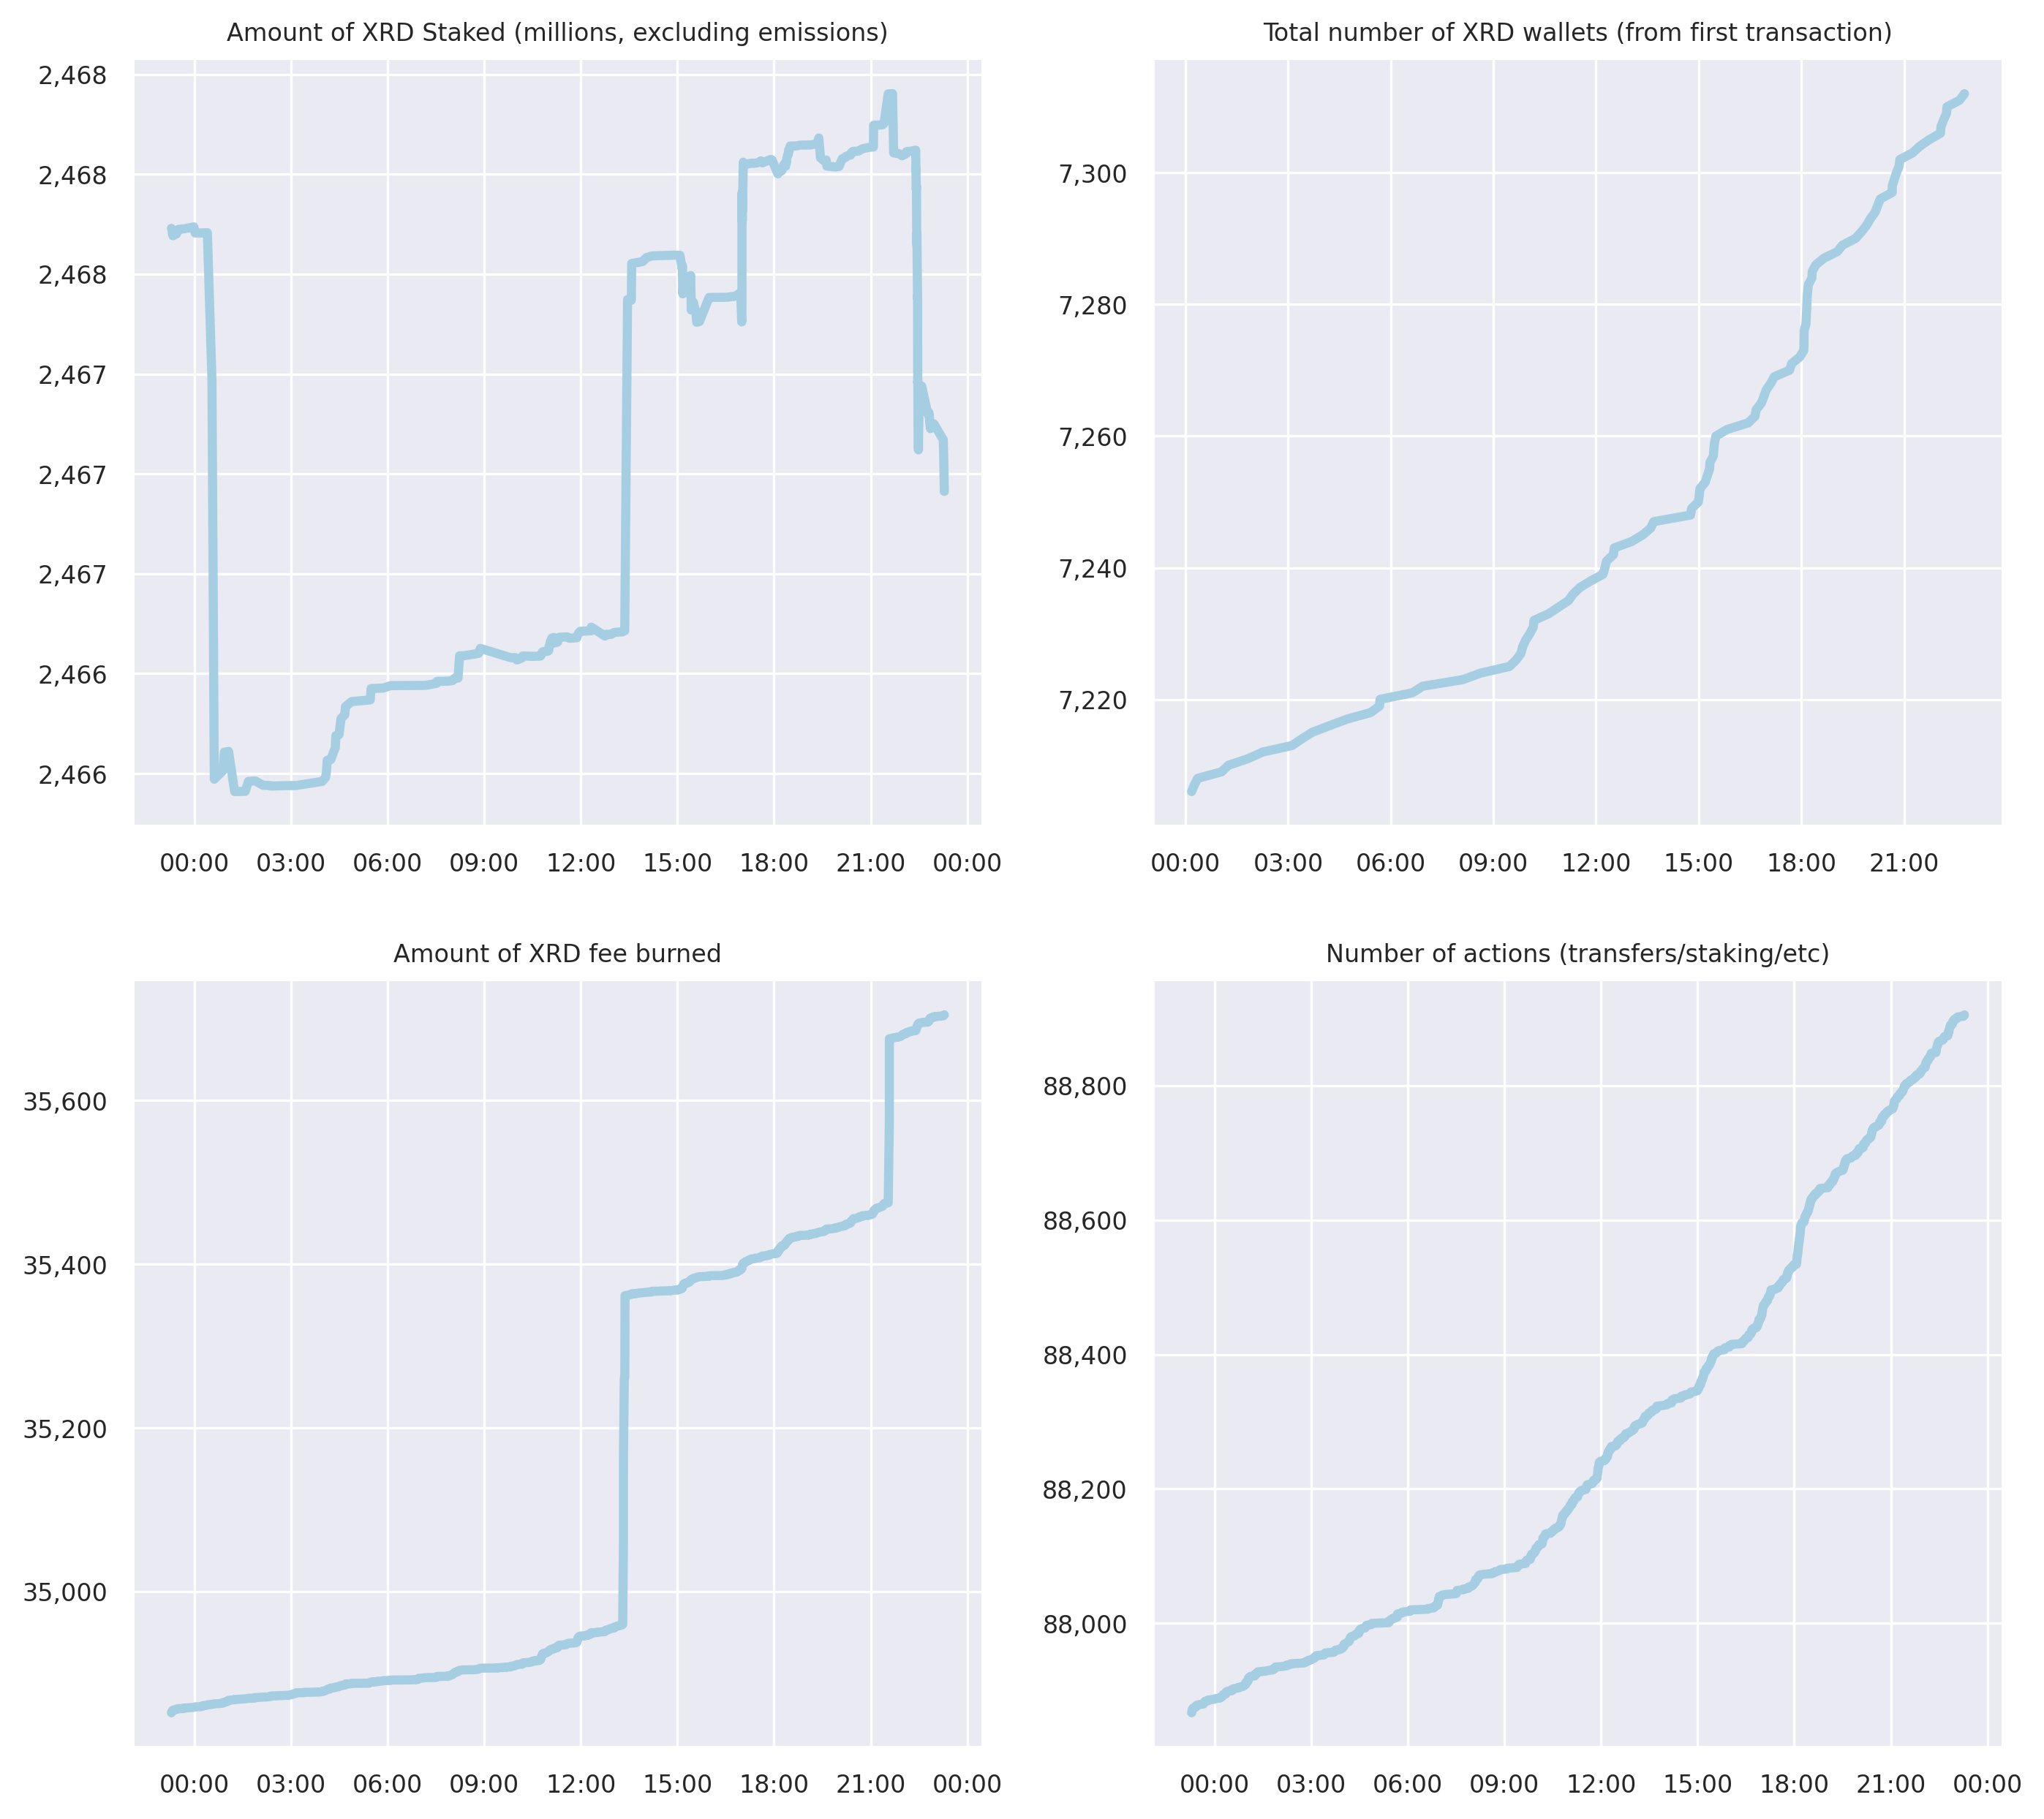 Amount of XRD Staked (millions, excluding emissions)
2,468
2,468
2,468
2,467
2,467
2,467
2,466
2,466
00:00 03:00 06:00 09:00 12:00 15:00 18:00 21:00 00:00
Total number of XRD wallets (from first transaction)
7,300
7,280
7,260
7,240
7,220
00:00 03:00 06:00 09:00 12:00 15:00 18:00 21:00
Amount of XRD fee burned
35,600
35,400
35,200
35,000
00:00 03:00 06:00 09:00 12:00 15:00 18:00 21:00 00:00
Number of actions (transfers/staking/etc)
88,800
88,600
88,400
88,200
88,000
00:00 03:00 06:00 09:00 12:00 15:00 18:00 21:00 00:00